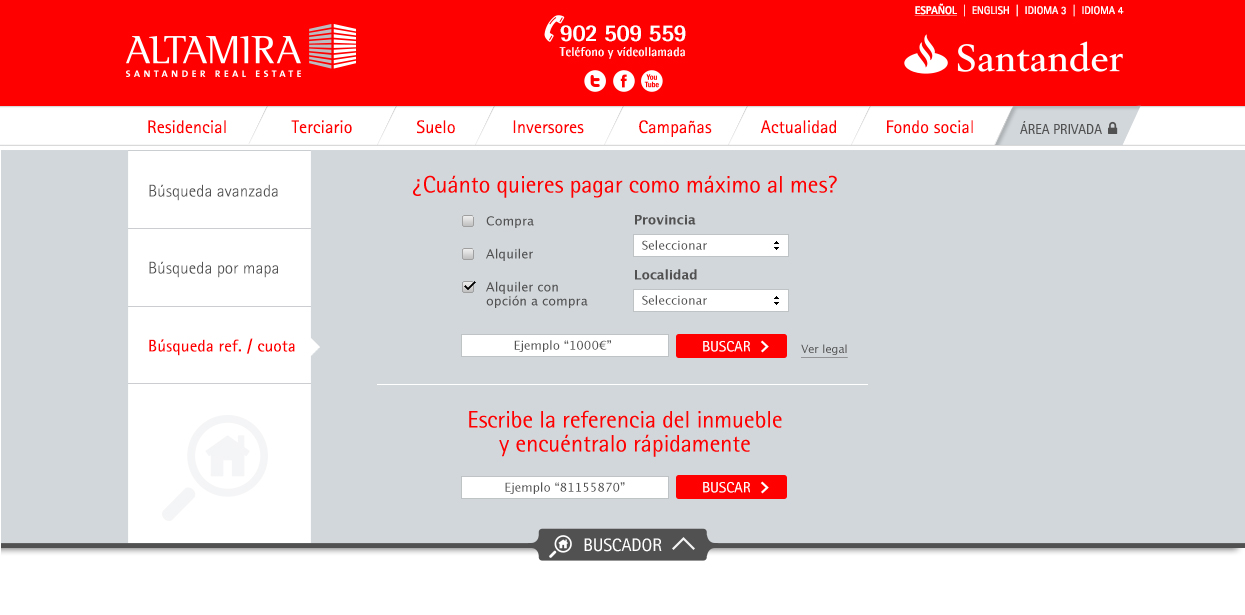 ESPAÑOL | ENGLISH | IDIOMA 3 | IDIOMA 4
ALTAMIRA
SANTANDER REAL ESTATE
902 509 559
Teléfono y vídeollamada
You
Tube
Santander
Residencial
Terciario
Suelo
Inversores
Campañas
Actualidad
Fondo social
ÁREA PRIVADA
Búsqueda avanzada
Búsqueda por mapa
Búsqueda ref. / cuota
¿Cuánto quieres pagar como máximo al mes?
Compra
Alquiler
Alquiler con
opción a compra
Provincia
Seleccionar
Localidad
Seleccionar
Ejemplo “1000€”
BUSCAR
Ver legal
Escribe la referencia del inmueble
y encuéntralo rápidamente
Ejemplo “81155870”
BUSCAR
BUSCADOR